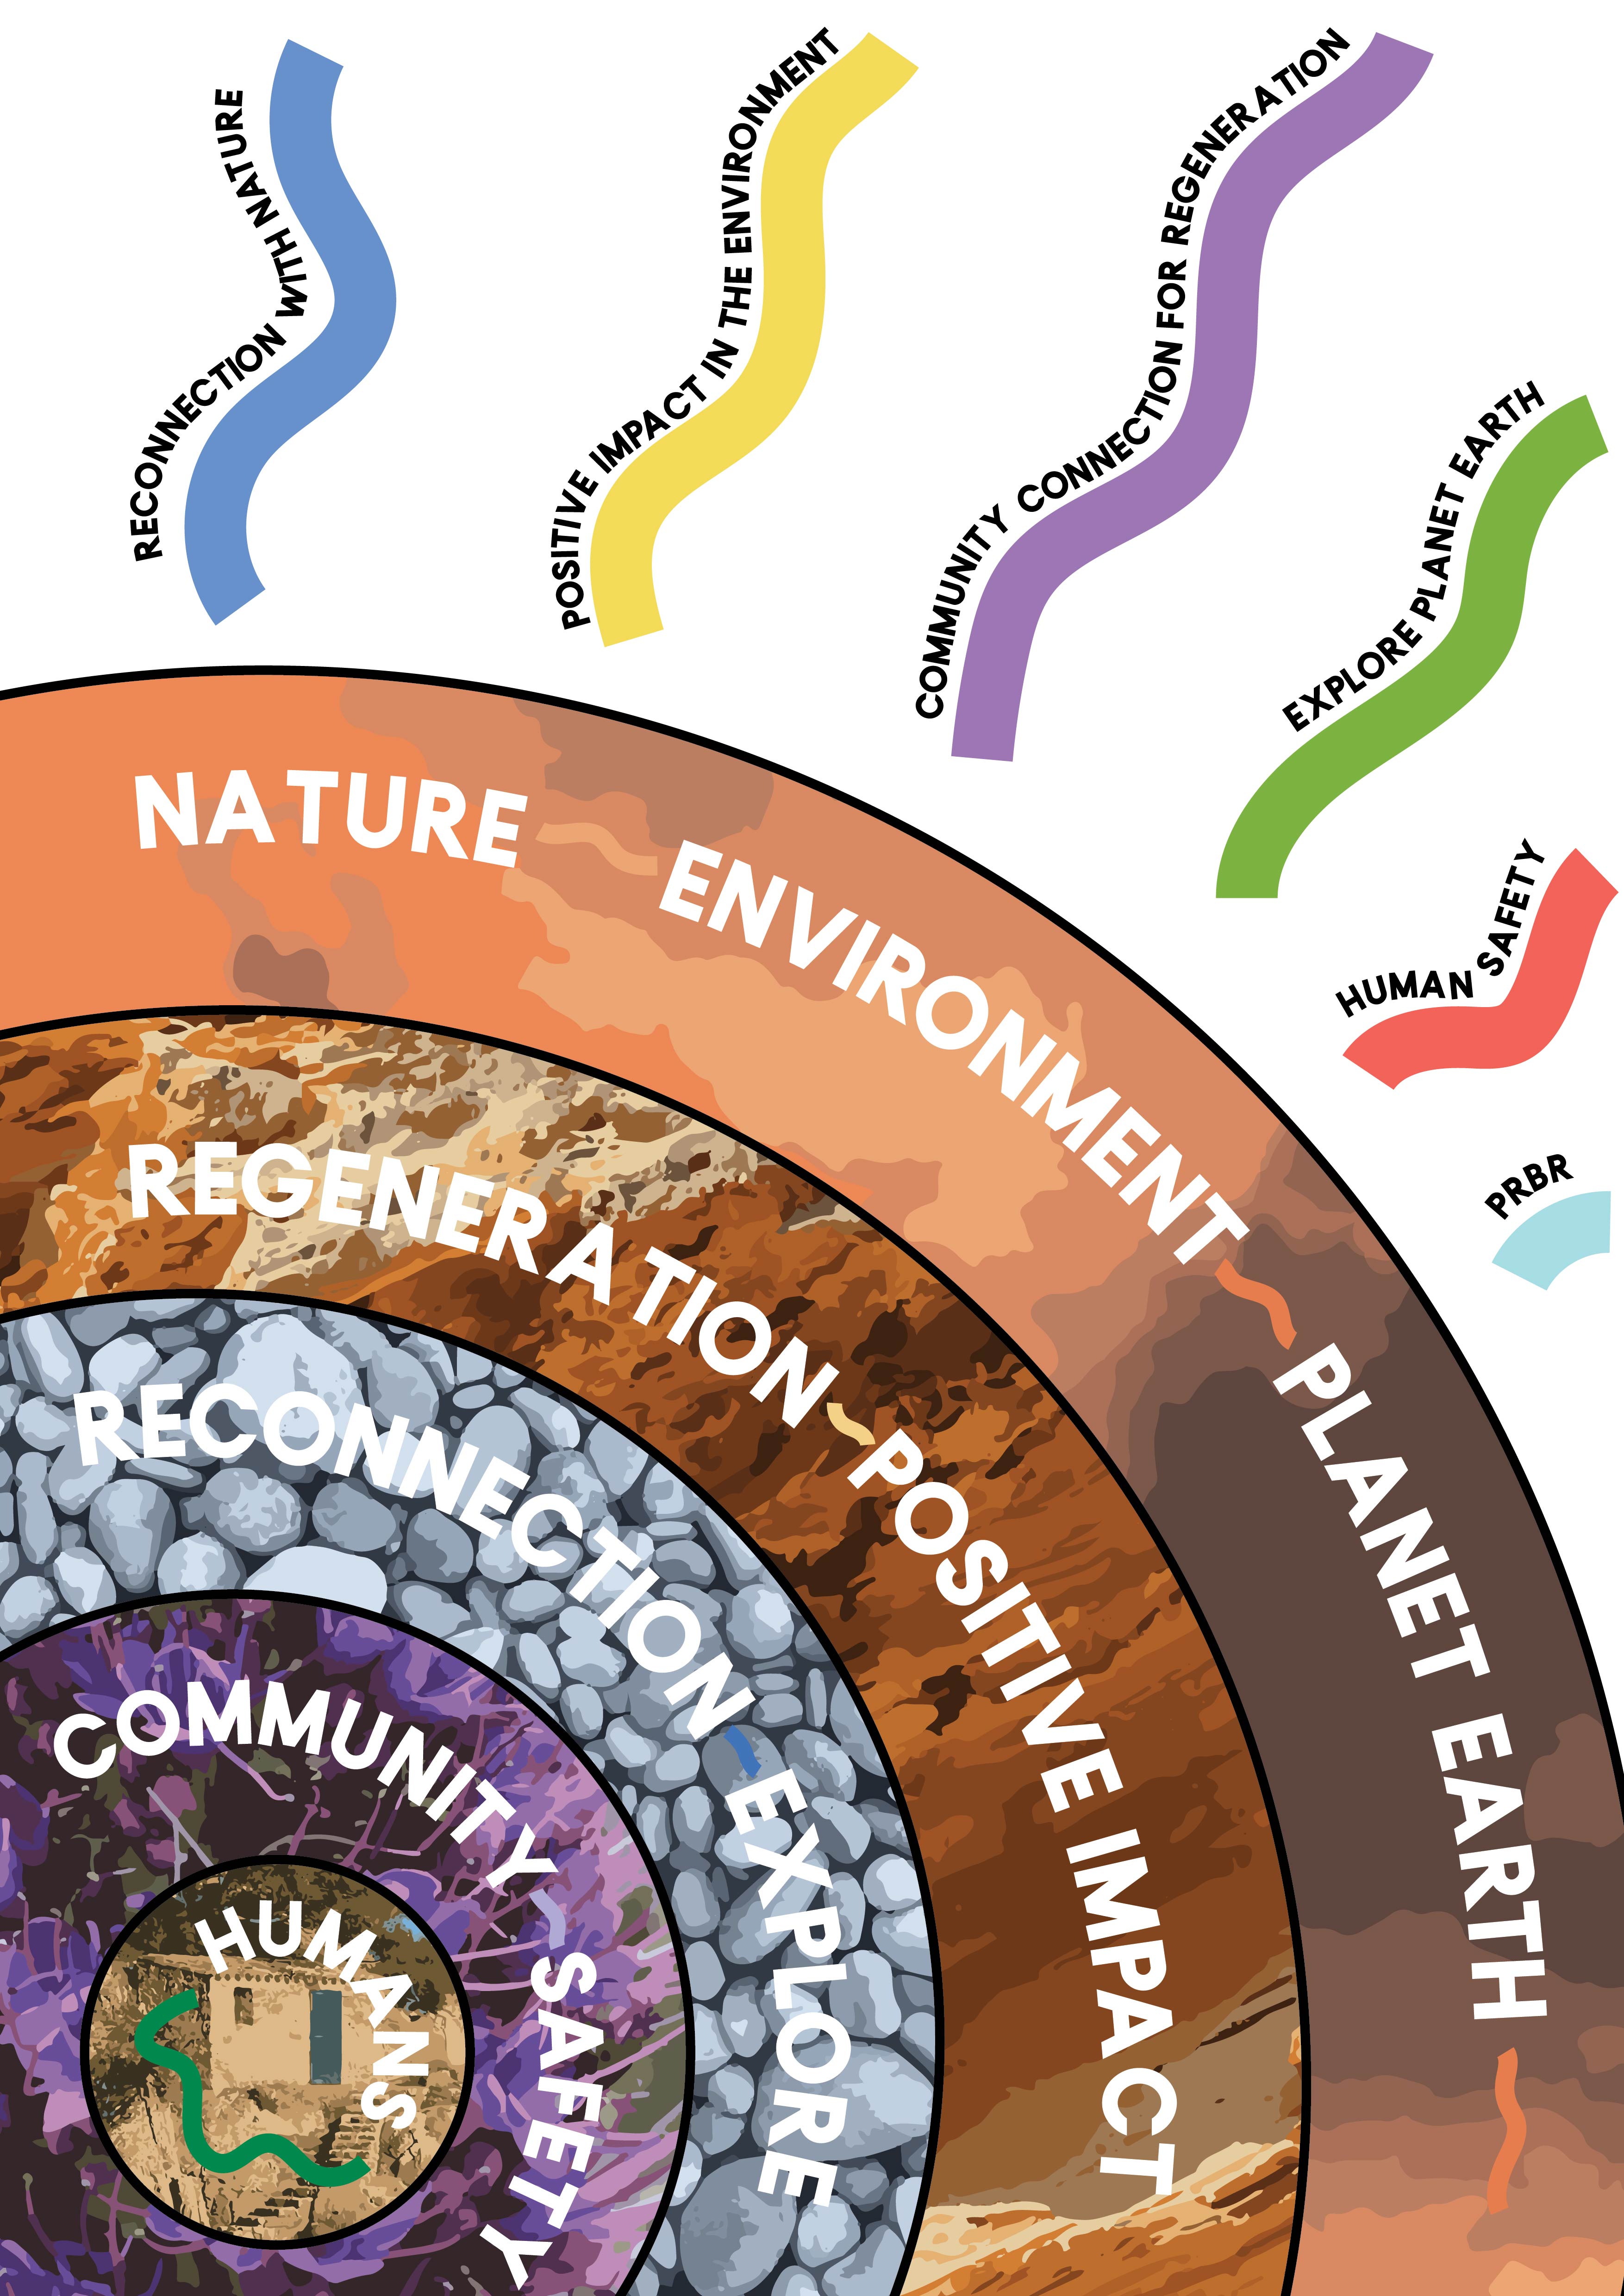 RECONNECTION WITH NATURE
POSITIVE IMPACT IN THE ENVIRONMENT
COMMUNITY CONNECTION FOR REGENERATION
EXPLORE PLANET EARTH
HUMAN SAFETY
PRBR
NATURE ~ ENVIRONMENT ~ PLANET EARTH ~
REGENERATION ~ POSITIVE IMPACT
RECONNECTION ~ EXPLORE
COMMUNITY ~ SAFETY
HUMANS